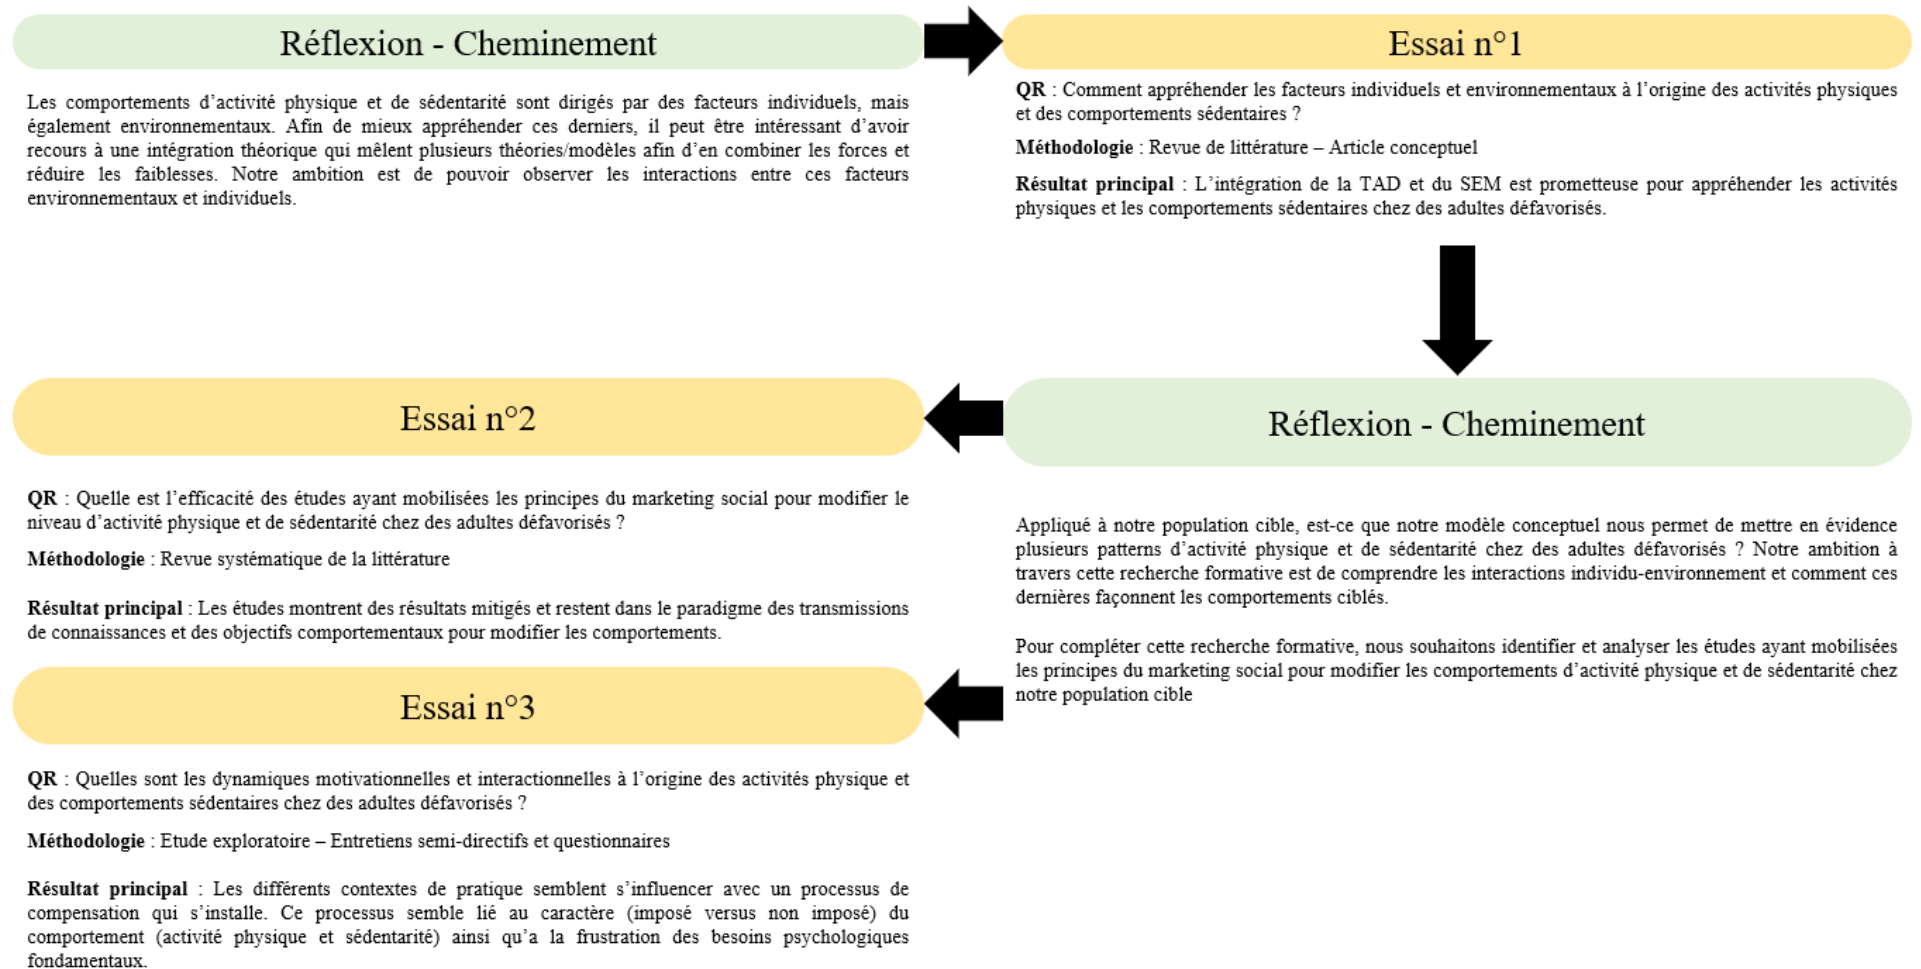 Réflexion - Cheminement
Les comportements d’activité physique et de sédentarité sont dirigés par des facteurs individuels, mais
également environnementaux. Afin de mieux appréhender ces derniers, il peut être intéressant d’avoir
recours à une intégration théorique qui mêlent plusieurs théories/modèles afin d’en combiner les forces et
réduire les faiblesses. Notre ambition est de pouvoir observer les interactions entre ces facteurs
environnementaux et individuels.
Essai n°1
QR : Comment appréhender les facteurs individuels et environnementaux à l’origine des activités physiques
et des comportements sédentaires ?
Méthodologie : Revue de littérature – Article conceptuel
Résultat principal : L’intégration de la TAD et du SEM est prometteuse pour appréhender les activités
physiques et les comportements sédentaires chez des adultes défavorisés.
Réflexion - Cheminement
Appliqué à notre population cible, est-ce que notre modèle conceptuel nous permet de mettre en évidence
plusieurs patterns d’activité physique et de sédentarité chez des adultes défavorisés ? Notre ambition à
travers cette recherche formative est de comprendre les interactions individu-environnement et comment ces
dernières façonnent les comportements ciblés.
Pour compléter cette recherche formative, nous souhaitons identifier et analyser les études ayant mobilisées
les principes du marketing social pour modifier les comportements d’activité physique et de sédentarité chez
notre population cible
Essai n°2
QR : Quelle est l’efficacité des études ayant mobilisées les principes du marketing social pour modifier le
niveau d’activité physique et de sédentarité chez des adultes défavorisés ?
Méthodologie : Revue systématique de la littérature
Résultat principal : Les études montrent des résultats mitigés et restent dans le paradigme des transmissions
de connaissances et des objectifs comportementaux pour modifier les comportements.
Essai n°3
QR : Quelles sont les dynamiques motivationnelles et interactionnelles à l’origine des activités physique et
des comportements sédentaires chez des adultes défavorisés ?
Méthodologie : Etude exploratoire – Entretiens semi-directifs et questionnaires
Résultat principal : Les différents contextes de pratique semblent s’influencer avec un processus de
compensation qui s’installe. Ce processus semble lié au caractère (imposé versus non imposé) du
comportement (activité physique et sédentarité) ainsi qu’a la frustration des besoins psychologiques
fondamentaux.